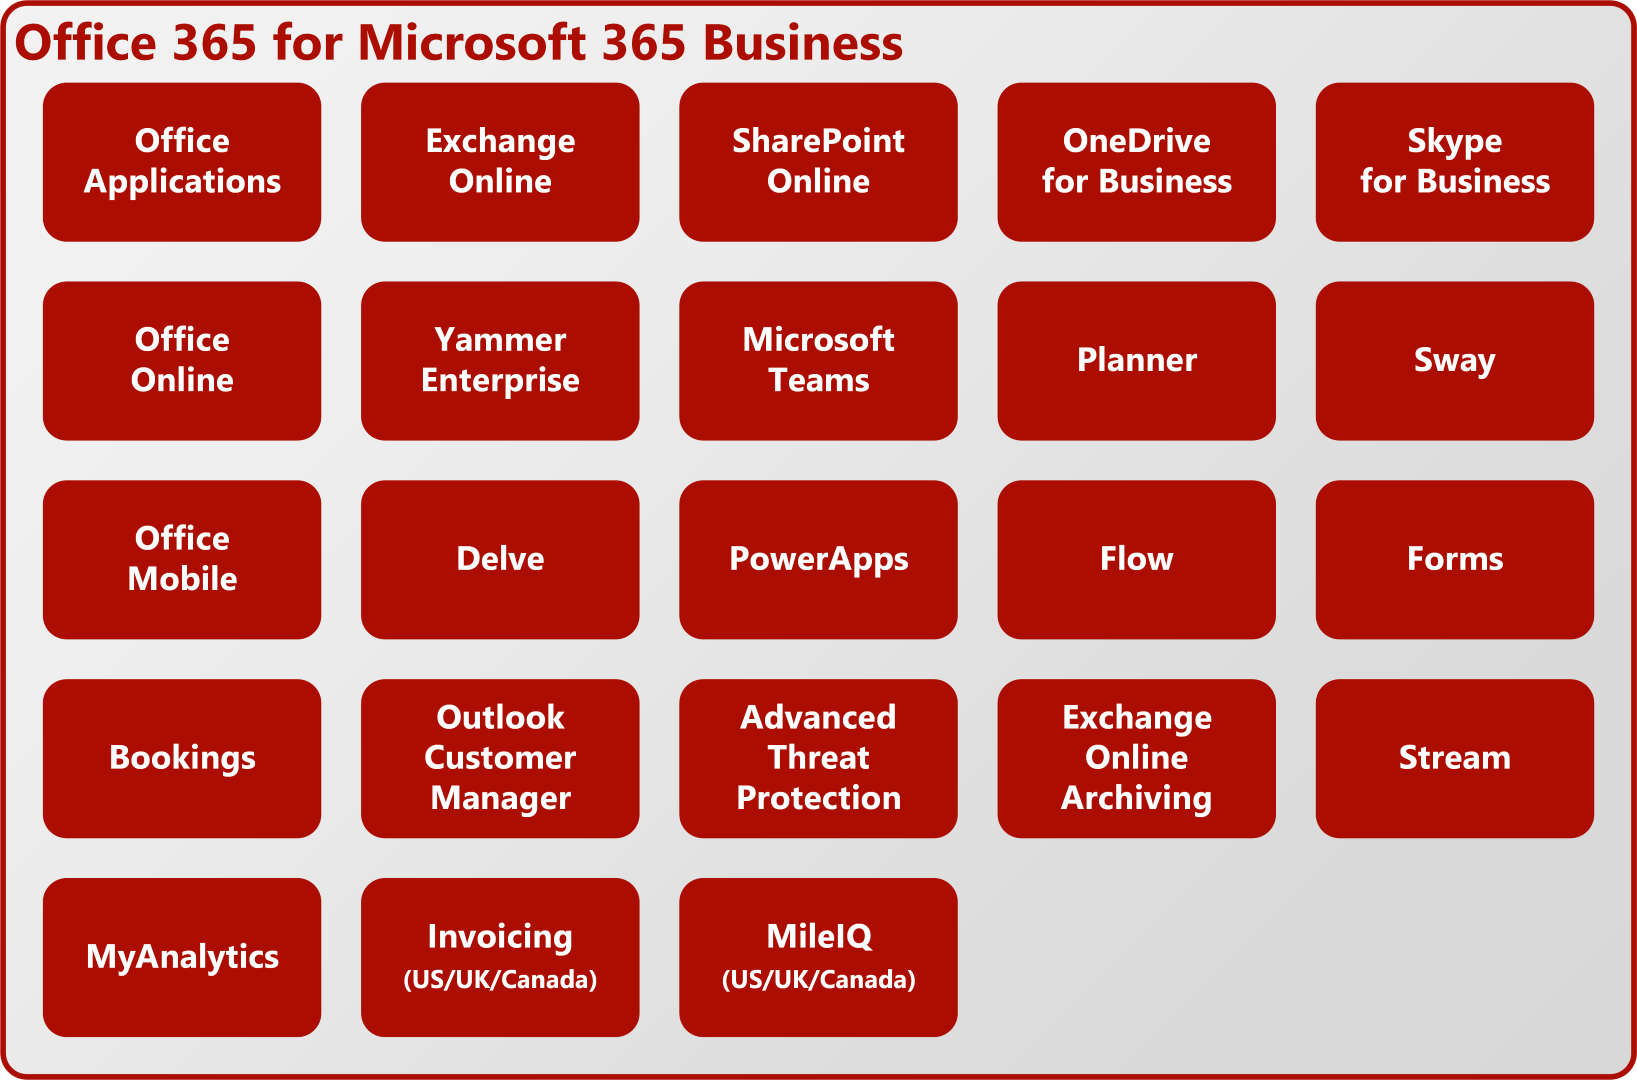 Office 365 for Microsoft 365 Business
Office
Applications
Exchange
Online
SharePoint
Online
OneDrive
for Business
Skype
for Business
Office
Online
Yammer
Enterprise
Microsoft
Teams
Planner
Sway
Office
Mobile
Delve
PowerApps
Flow
Forms
Bookings
Outlook
Customer
Manager
Advanced
Threat
Protection
Exchange
Online
Archiving
Stream
MyAnalytics
Invoicing
(US/UK/Canada)
MileIQ
(US/UK/Canada)